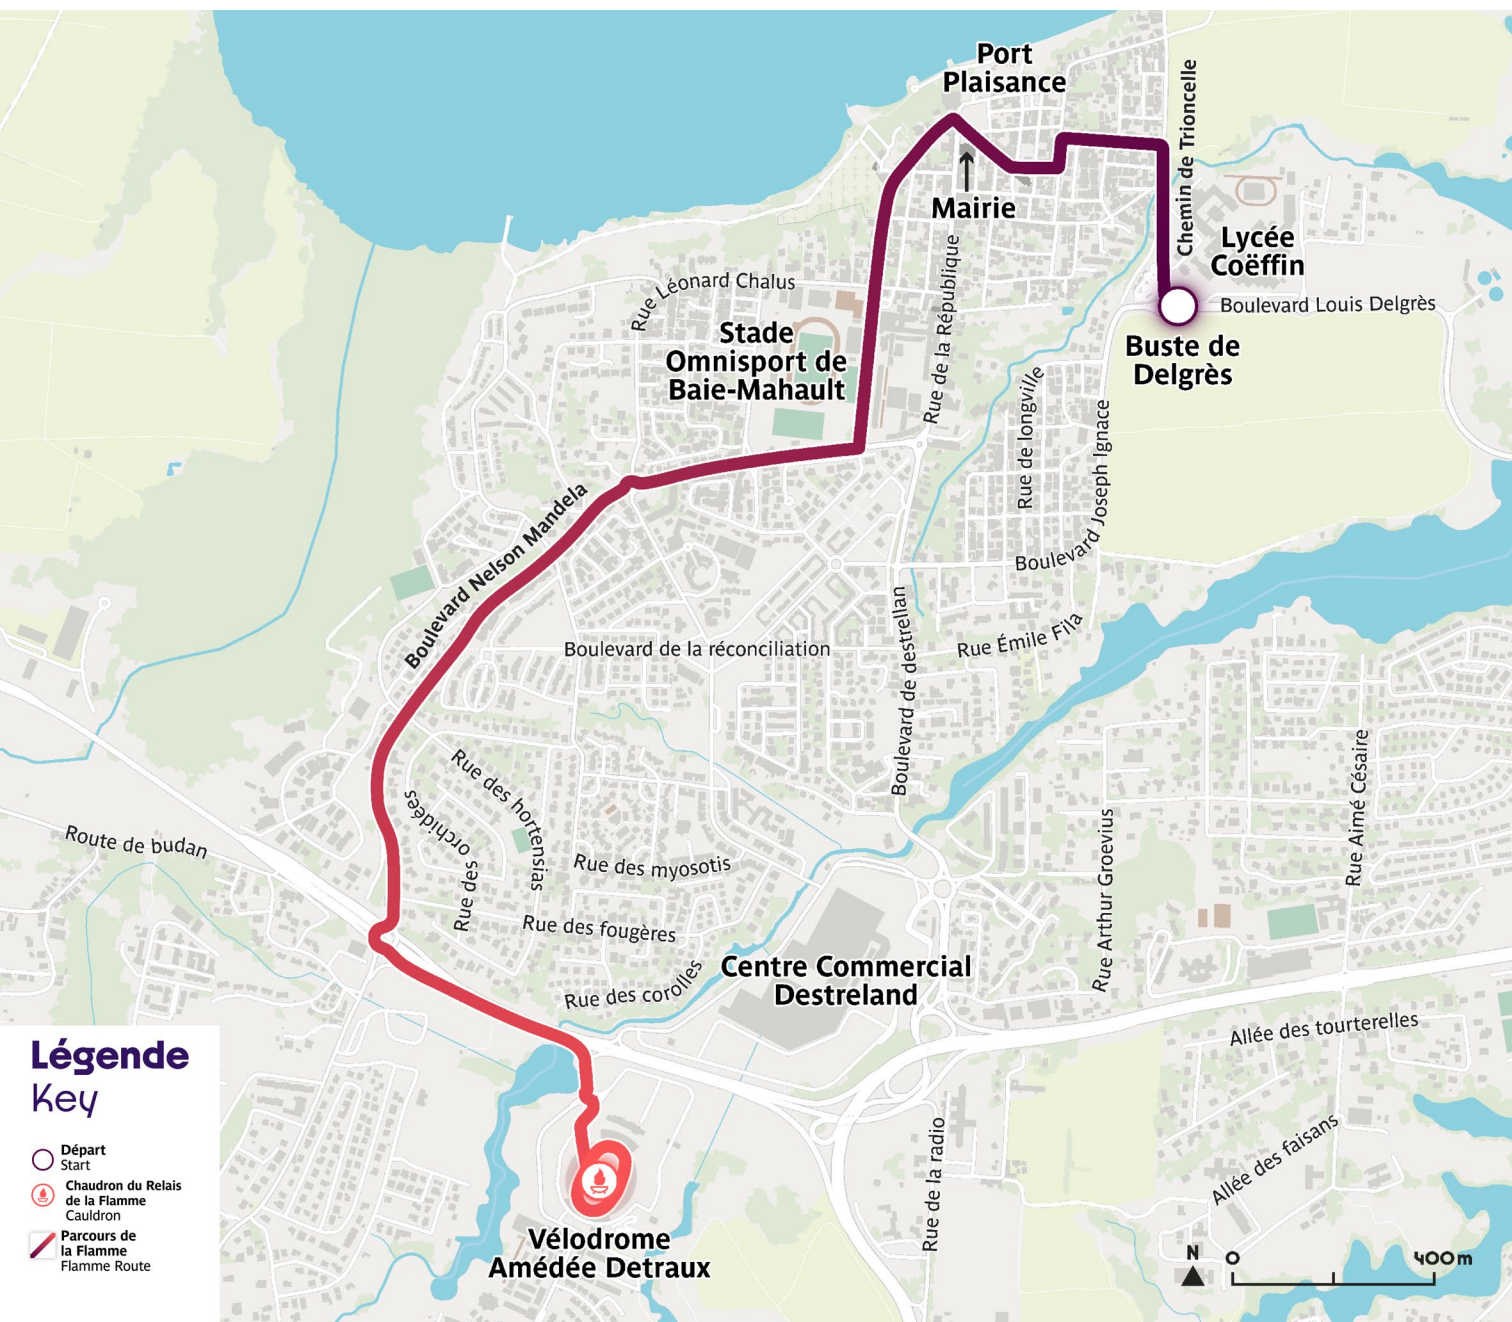 Port
Plaisance
Chemin de Trioncelle
Mairie
Lycée
Coëffin
Rue Léonard Chalus
Rue de la République
Boulevard Louis Delgrès
Stade
Omnisport de
Baie-Mahault
Buste de
Delgrès
Rue de longville
Boulevard Joseph Ignace
Boulevard Nelson Mandela
Boulevard de la réconciliation
Boulevard de destrellan
Rue Émile Fila
Rue des hortensias
Rue des orchidées
Route de budan
Rue des myosotis
Rue des fougères
Rue des corolles
Rue Arthur Groevius
Rue Aimé Césaire
Centre Commercial
Destreland
Allée des tourterelles
Allée des faisans
Rue de la radio
Vélodrome
Amédée Detraux
Légende
Key
Départ
Start
Chaudron du Relais
de la Flamme
Cauldron
Parcours de
la Flamme
Flamme Route
N 0 400m